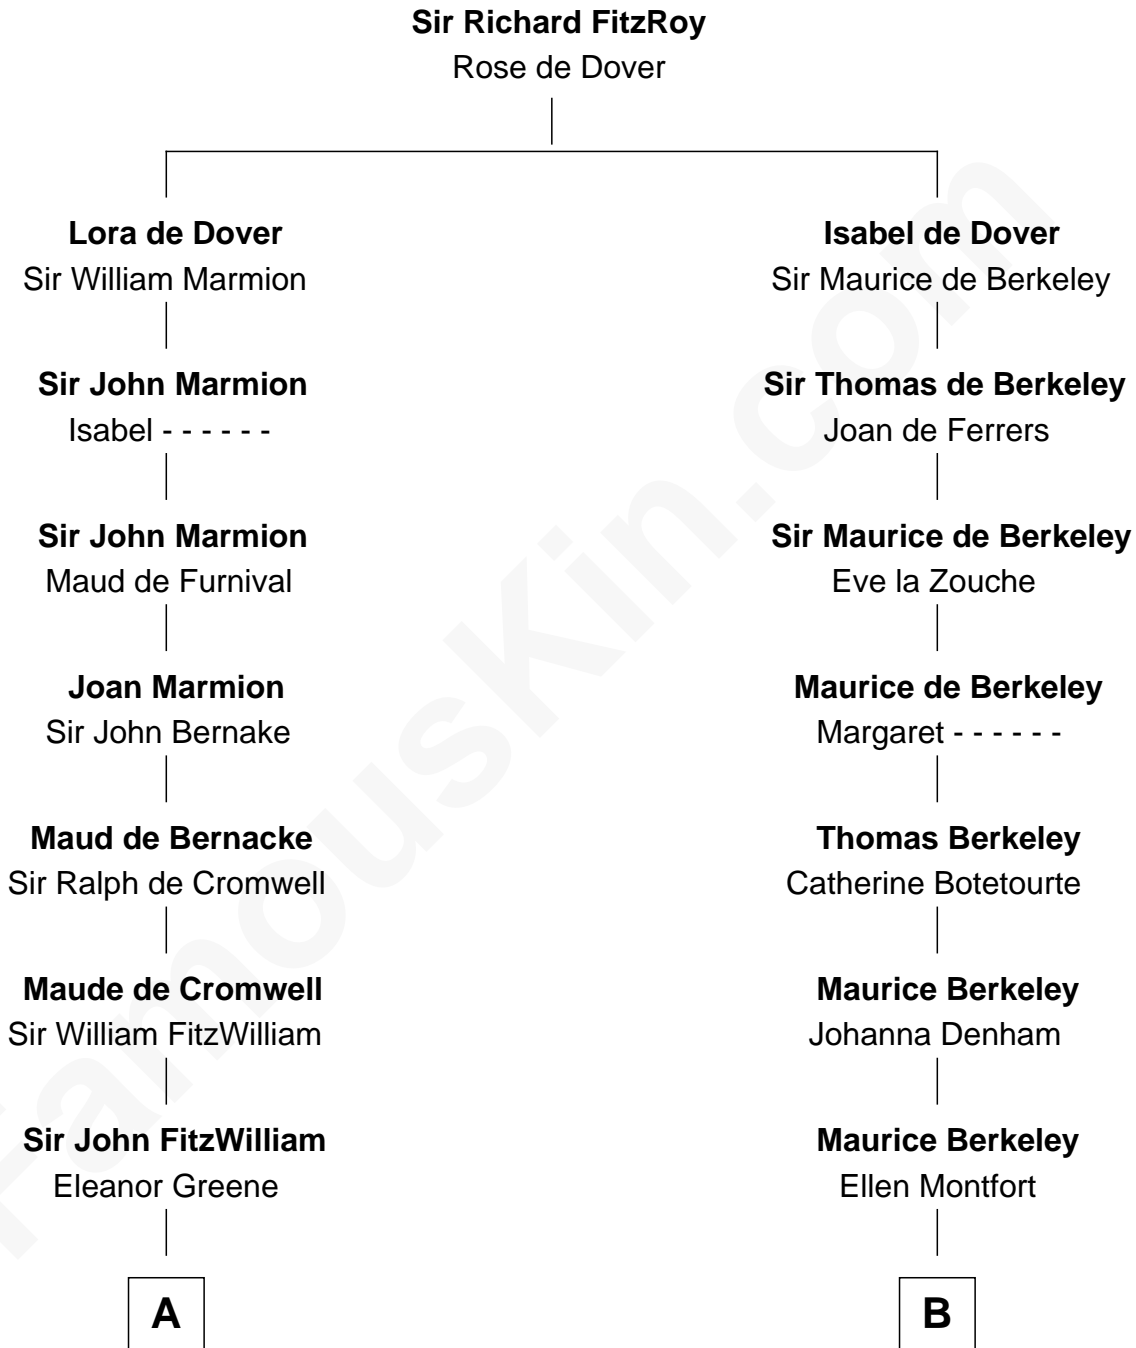 Sir Richard FitzRoy
Rose de Dover
Lora de Dover
Sir William Marmion
Isabel de Dover
Sir Maurice de Berkeley
Sir John Marmion
Isabel - - - - - -
Sir Thomas de Berkeley
Joan de Ferrers
Sir John Marmion
Maud de Furnival
Sir Maurice de Berkeley
Eve la Zouche
Joan Marmion
Sir John Bernake
Maurice de Berkeley
Margaret - - - - - -
Maud de Bernacke
Sir Ralph de Cromwell
Thomas Berkeley
Catherine Botetourte
Maude de Cromwell
Sir William FitzWilliam
Maurice Berkeley
Johanna Denham
Sir John FitzWilliam
Eleanor Greene
Maurice Berkeley
Ellen Montfort
A
B
FamousKin.com